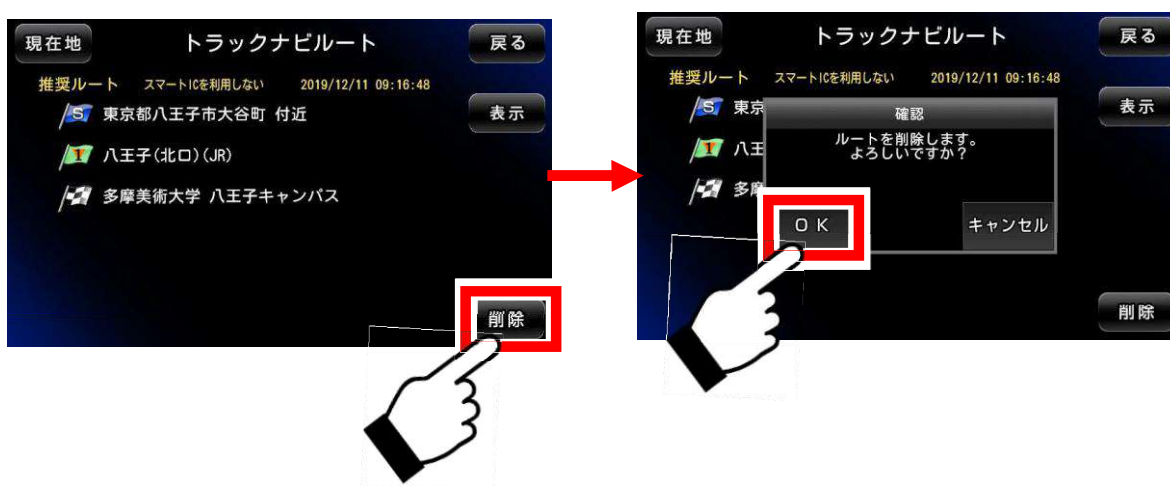 現在地
トラックナビルート
戻る
推奨ルート スマートICを利用しない 2019/12/11 09:16:48
S 東京都八王子市大谷町 付近
表示
1 八王子(北口)(JR)
多摩美術大学 八王子キャンパス
削除
現在地
トラックナビルート
戻る
推奨ルート スマートICを利用しない 2019/12/11 09:16:48
S 東京
表示
確認
ルートを削除します。
よろしいですか?
1 八王
多摩
OK
キャンセル
削除